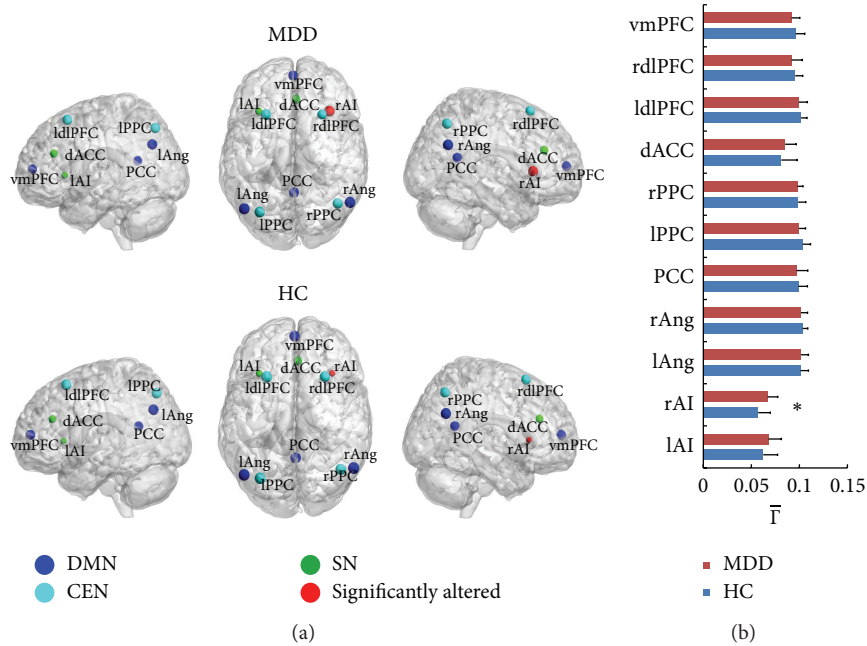 MDD
vmPFC
lAI
dACC
rAI
ldlPFC
rdlPFC
PCC
lAng
rAng
lPPC
rPPC
ldlPFC
lPPC
dACC
lAng
vmPFC
lAI
PCC
rPPC
rdlPFC
rAng
dACC
PCC
rAI
vmPFC
HC
vmPFC
lAI
dACC
rAI
ldlPFC
rdlPFC
PCC
lAng
rAng
lPPC
rPPC
ldlPFC
lPPC
dACC
lAng
vmPFC
lAI
PCC
rPPC
rdlPFC
rAng
dACC
PCC
rAI
vmPFC
DMN
CEN
SN
Significantly altered
(a)
vmPFC
rdlPFC
ldlPFC
dACC
rPPC
lPPC
PCC
rAng
lAng
rAI
*
lAI
0 0.05 0.1 0.15
Γ̅
MDD
HC
(b)